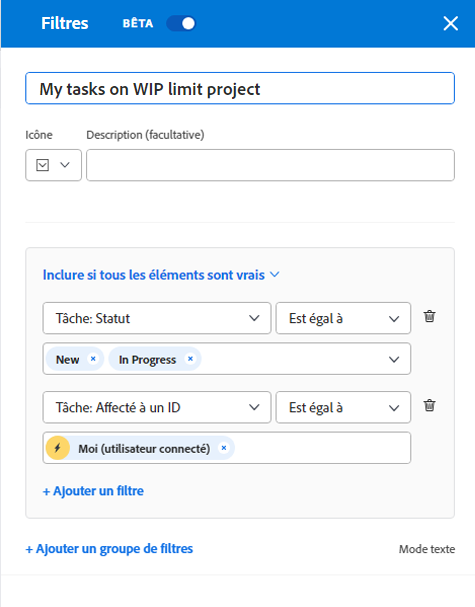 Filtres BÊTA
My tasks on WIP limit project
Icône Description (facultative)
Inclure si tous les éléments sont vrais
Tâche: Statut Est égal à
New × In Progress ×
Tâche: Affecté à un ID Est égal à
Moi (utilisateur connecté) ×
+ Ajouter un filtre
+ Ajouter un groupe de filtres Mode texte